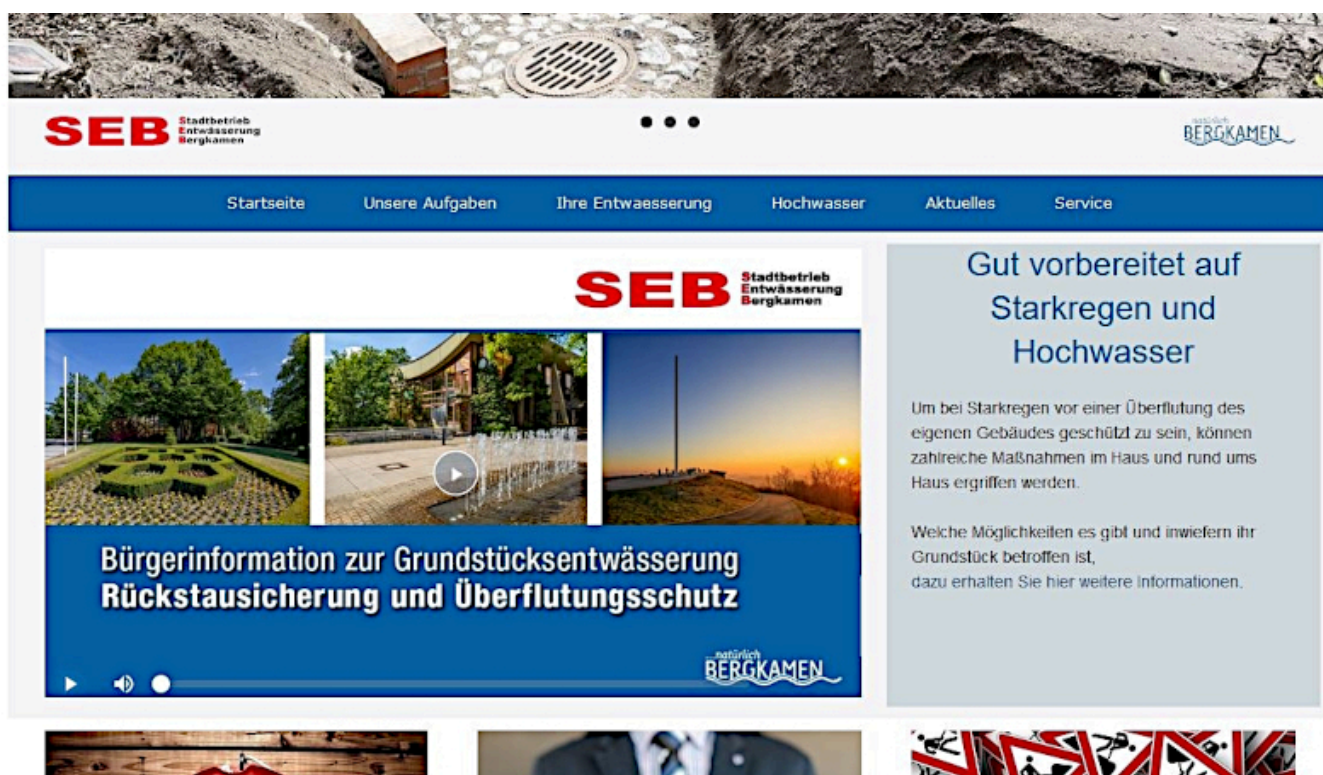 SEB Stadtbetrieb
Entwässerung
Bergkamen
natürlich
BERGKAMEN
Startseite Unsere Aufgaben Ihre Entwaesserung Hochwasser Aktuelles Service
SEB Stadtbetrieb
Entwässerung
Bergkamen
Bürgerinformation zur Grundstücksentwässerung
Rückstausicherung und Überflutungsschutz
natürlich
BERGKAMEN
Gut vorbereitet auf
Starkregen und
Hochwasser
Um bei Starkregen vor einer Überflutung des
eigenen Gebäudes geschützt zu sein, können
zahlreiche Maßnahmen im Haus und rund ums
Haus ergriffen werden.
Welche Möglichkeiten es gibt und inwiefern ihr
Grundstück betroffen ist,
dazu erhalten Sie hier weitere Informationen.